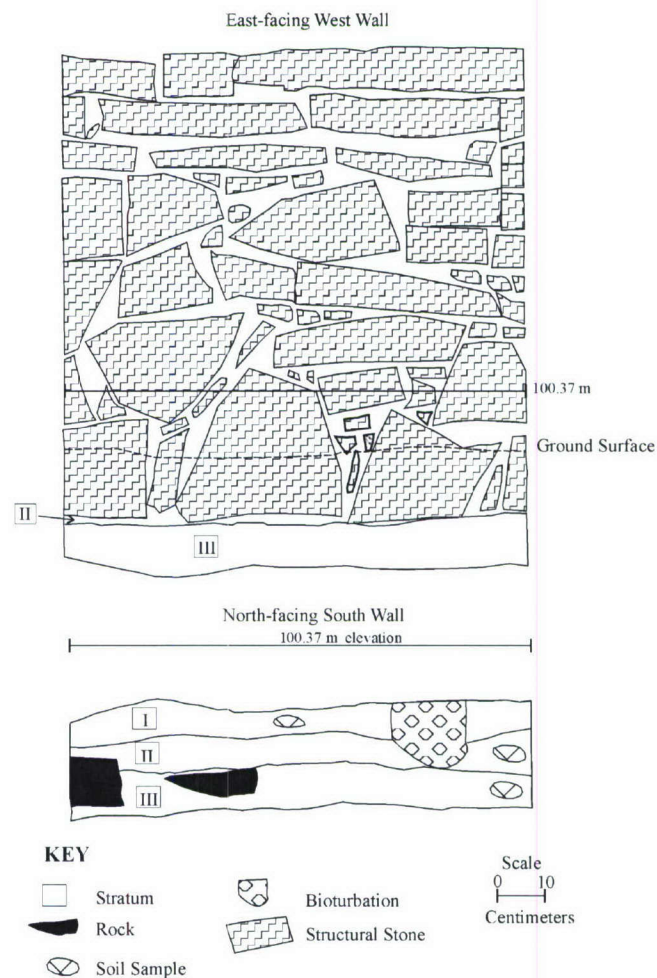 East-facing West Wall
100.37 m
Ground Surface
II
III
North-facing South Wall
100.37 m elevation
I
II
III
KEY
Stratum
Rock
Soil Sample
Bioturbation
Structural Stone
Scale
0 10
Centimeters